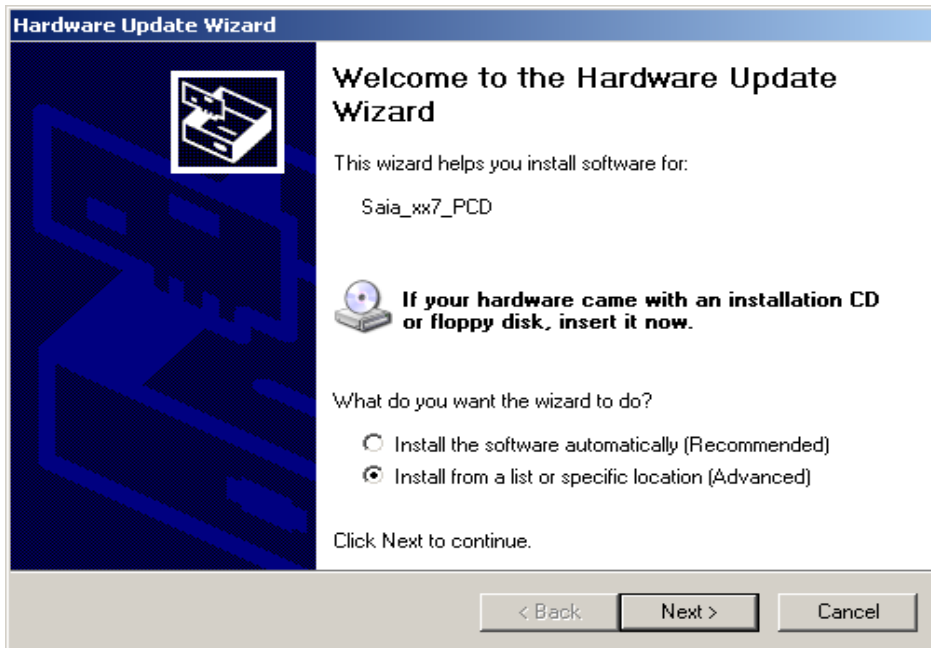 Hardware Update Wizard
Welcome to the Hardware Update
Wizard
This wizard helps you install software for:
Saia_xx7_PCD
If your hardware came with an installation CD
or floppy disk, insert it now.
What do you want the wizard to do?
Install the software automatically (Recommended)
Install from a list or specific location (Advanced)
Click Next to continue.
< Back Next > Cancel